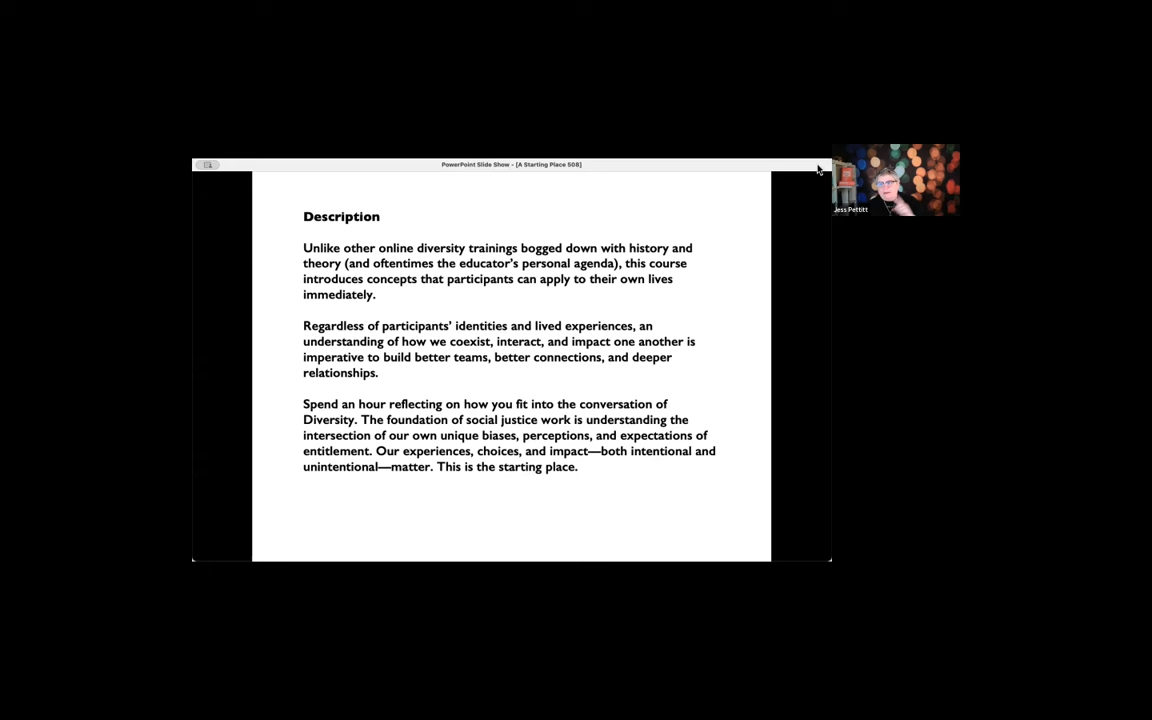 PowerPoint Slide Show - [A Starting Place 508]
Description
Unlike other online diversity trainings bogged down with history and
theory (and oftentimes the educator’s personal agenda), this course
introduces concepts that participants can apply to their own lives
immediately.
Regardless of participants’ identities and lived experiences, an
understanding of how we coexist, interact, and impact one another is
imperative to build better teams, better connections, and deeper
relationships.
Spend an hour reflecting on how you fit into the conversation of
Diversity. The foundation of social justice work is understanding the
intersection of our own unique biases, perceptions, and expectations of
entitlement. Our experiences, choices, and impact—both intentional and
unintentional—matter. This is the starting place.
Jess Pettitt